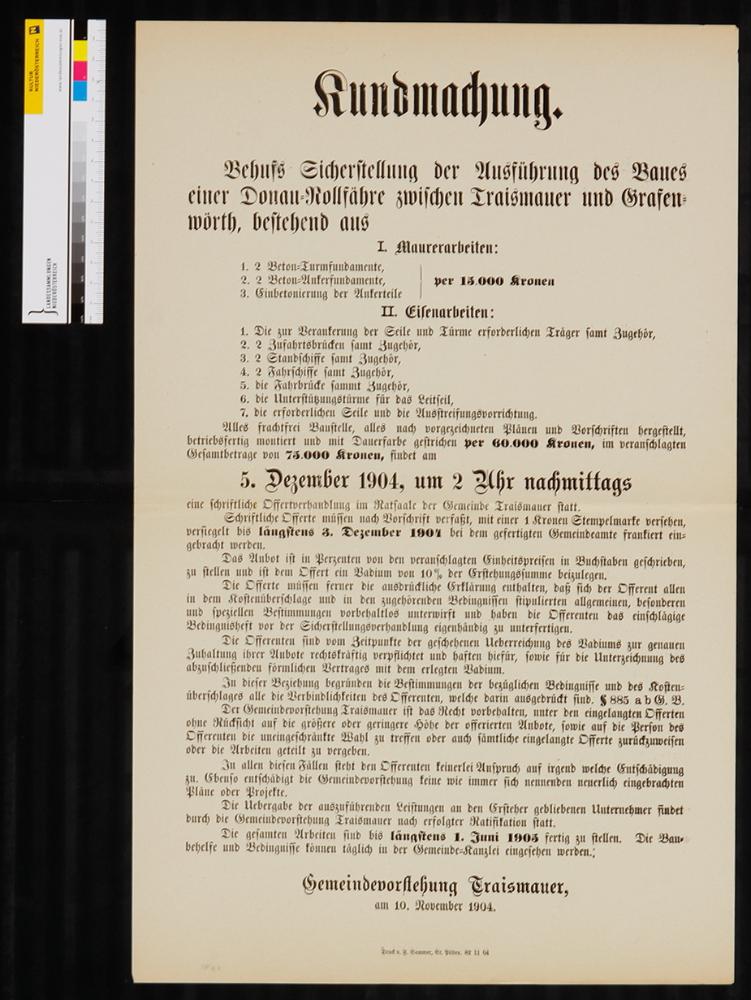 Kundmachung.
Behufs Sicherstellung der Ausführung des Baues
einer Donau-Rollfähre zwischen Traismauer und Grafen-
wörth, bestehend aus
I. Maurerarbeiten:
1. 2 Beton-Turmfundamente,
2. 2 Beton-Ankerfundamente,
3. Einbetonierung der Ankerteile
per 15.000 Kronen
II. Eisenarbeiten:
1. Die zur Verankerung der Seile und Türme erforderlichen Träger samt Zugehör,
2. 2 Zufahrtsbrücken samt Zugehör,
3. 2 Standschiffe samt Zugehör,
4. 2 Fahrschiffe samt Zugehör,
5. die Fahrbrücke sammt Zugehör,
6. die Unterstützungstürme für das Leitseil,
7. die erforderlichen Seile und die Ausstreifungsvorrichtung.
Alles frachtfrei Baustelle, alles nach vorgezeichneten Plänen und Vorschriften hergestellt,
betriebsfertig montiert und mit Dauerfarbe gestrichen per 60.000 Kronen, im veranschlagten
Gesamtbetrage von 75.000 Kronen, findet am
5. Dezember 1904, um 2 Uhr nachmittags
eine schriftliche Offertverhandlung im Ratsaale der Gemeinde Traismauer statt.
Schriftliche Offerte müssen nach Vorschrift verfaßt, mit einer 1 Kronen Stempelmarke versehen,
versiegelt bis längstens 3. Dezember 1904 bei dem gefertigten Gemeindeamte frankiert ein-
gebracht werden.
Das Anbot ist in Perzenten von den veranschlagten Einheitspreisen in Buchstaben geschrieben,
zu stellen und ist dem Offert ein Vadium von 10% der Erstehungssumme beizulegen.
Die Offerte müssen ferner die ausdrückliche Erklärung enthalten, daß sich der Offerent allen
in dem Kostenüberschlage und in den zugehörenden Bedingnissen stipulierten allgemeinen, besonderen
und speziellen Bestimmungen vorbehaltlos unterwirft und haben die Offerenten das einschlägige
Bedingnisheft vor der Sicherstellungsverhandlung eigenhändig zu unterfertigen.
Die Offerenten sind vom Zeitpunkte der geschehenen Ueberreichung des Vadiums zur genauen
Zuhaltung ihrer Anbote rechtskräftig verpflichtet und haften hiefür, sowie für die Unterzeichnung des
abzuschließenden förmlichen Vertrages mit dem erlegten Vadium.
In dieser Beziehung begründen die Bestimmungen der bezüglichen Bedingnisse und des Kosten-
überschlages alle die Verbindlichkeiten des Offerenten, welche darin ausgedrückt sind. § 885 a b G. B.
Der Gemeindevorstehung Traismauer ist das Recht vorbehalten, unter den eingelangten Offerten
ohne Rücksicht auf die größere oder geringere Höhe der offerierten Anbote, sowie auf die Person des
Offerenten die uneingeschränkte Wahl zu treffen oder auch sämtliche eingelangte Offerte zurückzuweisen
oder die Arbeiten geteilt zu vergeben.
In allen diesen Fällen steht den Offerenten keinerlei Anspruch auf irgend welche Entschädigung
zu. Ebenso entschädigt die Gemeindevorstehung keine wie immer sich nennenden neuerlich eingebrachten
Pläne oder Projekte.
Die Uebergabe der auszuführenden Leistungen an den Ersteher gebliebenen Unternehmer findet
durch die Gemeindevorstehung Traismauer nach erfolgter Ratifikation statt.
Die gesamten Arbeiten sind bis längstens 1. Juni 1905 fertig zu stellen. Die Bau-
behelfe und Bedingnisse können täglich in der Gemeinde-Kanzlei eingesehen werden.
Gemeindevorstehung Traismauer,
am 10. November 1904.
Druck v. F. Sommer, St. Pölten.
KULTUR
NIEDERÖSTERREICH
LANDESSAMMLUNGEN
NIEDERÖSTERREICH